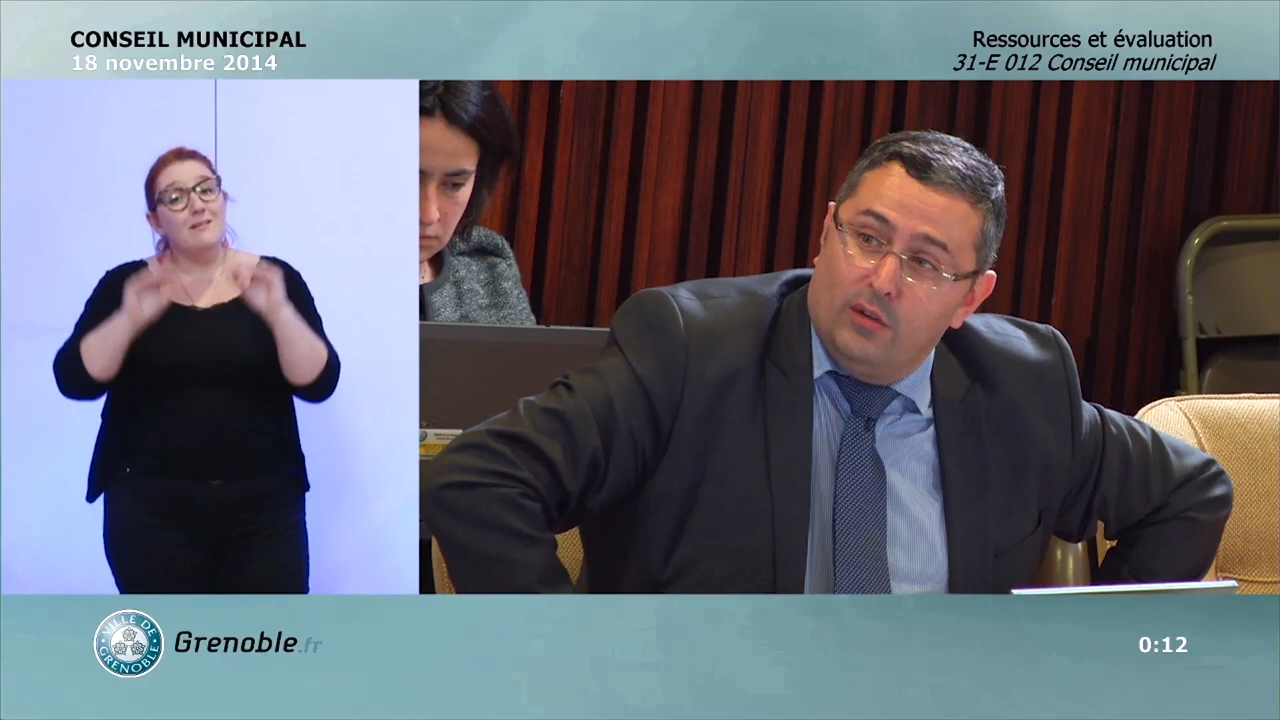 CONSEIL MUNICIPAL
18 novembre 2014
Ressources et évaluation
31-E 012 Conseil municipal
VILLE DE GRENOBLE
Grenoble.fr
0:12